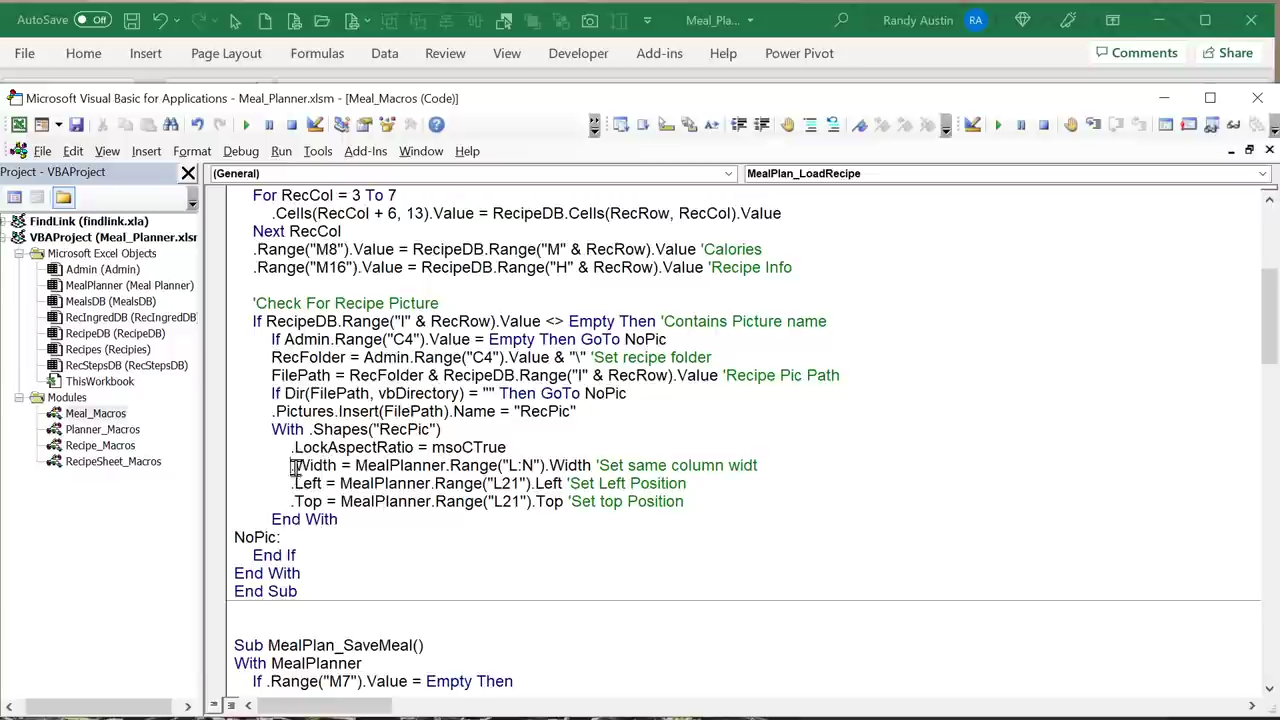 AutoSave Off Meal_Pla... Randy Austin RA
File Home Insert Page Layout Formulas Data Review View Developer Add-ins Help Power Pivot Comments Share
Microsoft Visual Basic for Applications - Meal_Planner.xlsm - [Meal_Macros (Code)]
File Edit View Insert Format Debug Run Tools Add-Ins Window Help
Project - VBAProject
(General) MealPlan_LoadRecipe
FindLink (findlink.xla)
VBAProject (Meal_Planner.xlsr
Microsoft Excel Objects
Admin (Admin)
MealPlanner (Meal Planner)
MealsDB (MealsDB)
RecIngredDB (RecIngredDB
RecipeDB (RecipeDB)
Recipes (Recipies)
RecStepsDB (RecStepsDB)
ThisWorkbook
Modules
Meal_Macros
Planner_Macros
Recipe_Macros
RecipeSheet_Macros
For RecCol = 3 To 7
.Cells(RecCol + 6, 13).Value = RecipeDB.Cells(RecRow, RecCol).Value
Next RecCol
.Range("M8").Value = RecipeDB.Range("M" & RecRow).Value 'Calories
.Range("M16").Value = RecipeDB.Range("H" & RecRow).Value 'Recipe Info
'Check For Recipe Picture
If RecipeDB.Range("I" & RecRow).Value <> Empty Then 'Contains Picture name
If Admin.Range("C4").Value = Empty Then GoTo NoPic
RecFolder = Admin.Range("C4").Value & "\" 'Set recipe folder
FilePath = RecFolder & RecipeDB.Range("I" & RecRow).Value 'Recipe Pic Path
If Dir(FilePath, vbDirectory) = "" Then GoTo NoPic
.Pictures.Insert(FilePath).Name = "RecPic"
With .Shapes("RecPic")
.LockAspectRatio = msoCTrue
.Width = MealPlanner.Range("L:N").Width 'Set same column widt
.Left = MealPlanner.Range("L21").Left 'Set Left Position
.Top = MealPlanner.Range("L21").Top 'Set top Position
End With
NoPic:
End If
End With
End Sub
Sub MealPlan_SaveMeal()
With MealPlanner
If .Range("M7").Value = Empty Then